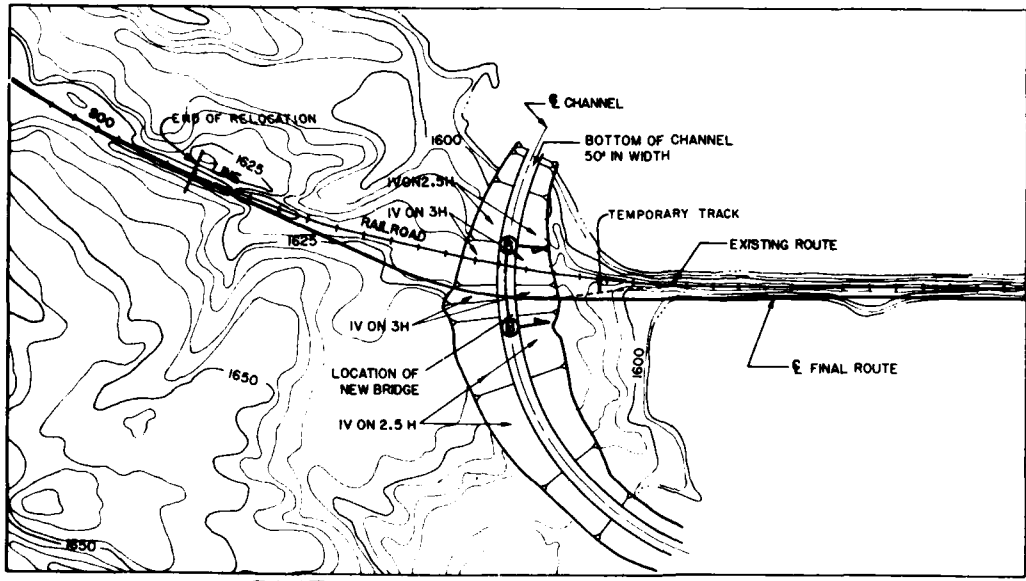 ℄ CHANNEL
SOO
END OF RELOCATION
1600
BOTTOM OF CHANNEL
50' IN WIDTH
1625
LINE
IV ON 2.5H
IV ON 3H
TEMPORARY TRACK
RAILROAD
EXISTING ROUTE
1625
IV ON 3H
1600
LOCATION OF
NEW BRIDGE
℄ FINAL ROUTE
1650
IV ON 2.5 H
1650